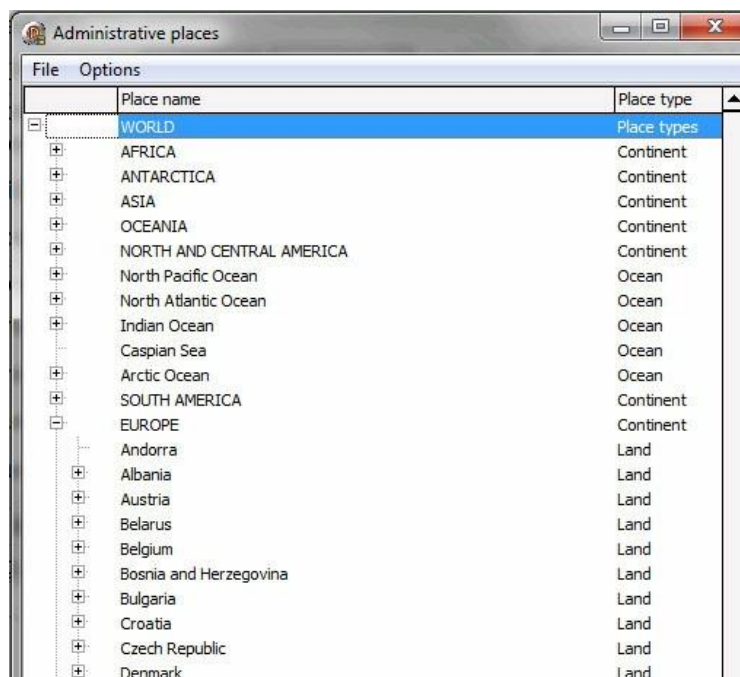 Administrative places
File Options
Place name Place type
WORLD Place types
AFRICA Continent
ANTARCTICA Continent
ASIA Continent
OCEANIA Continent
NORTH AND CENTRAL AMERICA Continent
North Pacific Ocean Ocean
North Atlantic Ocean Ocean
Indian Ocean Ocean
Caspian Sea Ocean
Arctic Ocean Ocean
SOUTH AMERICA Continent
EUROPE Continent
Andorra Land
Albania Land
Austria Land
Belarus Land
Belgium Land
Bosnia and Herzegovina Land
Bulgaria Land
Croatia Land
Czech Republic Land
Denmark Land